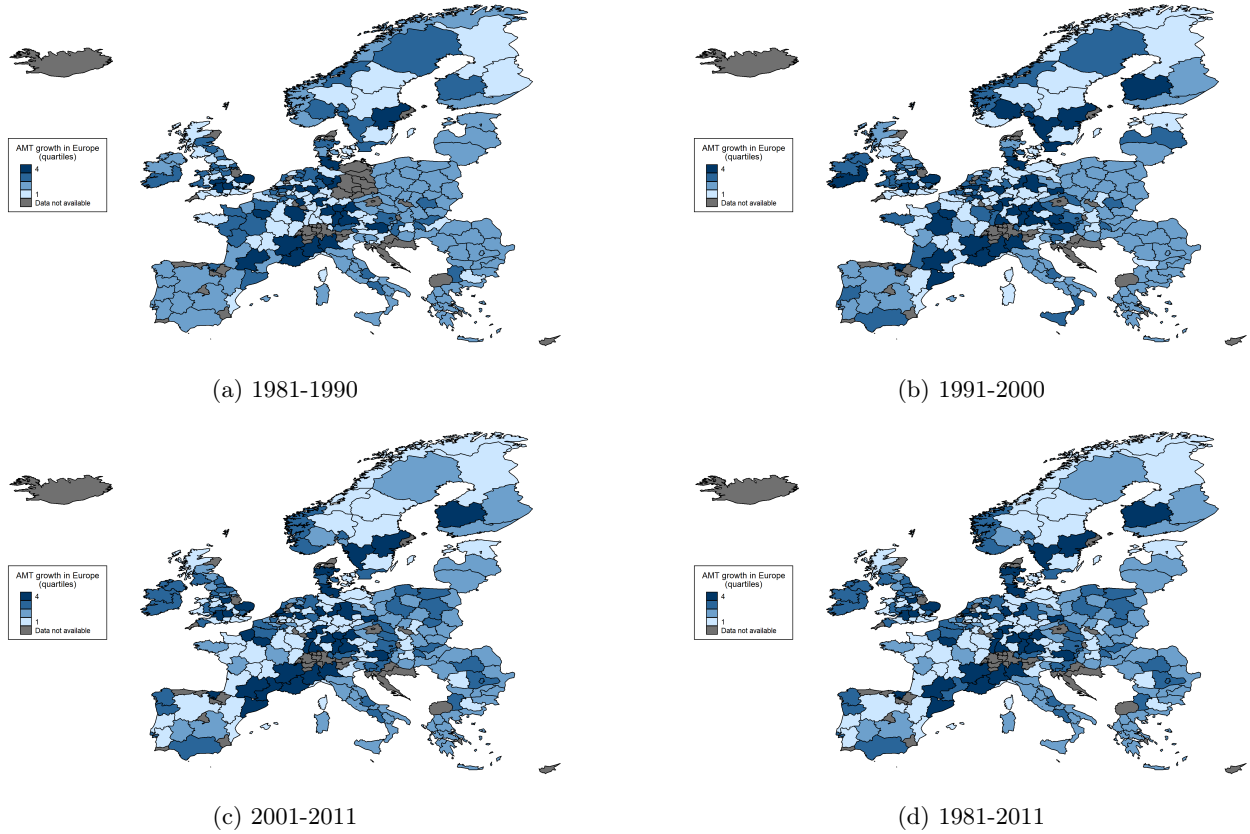 AMT growth in Europe
(quartiles)
4
1
Data not available
(a) 1981-1990
AMT growth in Europe
(quartiles)
4
1
Data not available
(b) 1991-2000
AMT growth in Europe
(quartiles)
4
1
Data not available
(c) 2001-2011
AMT growth in Europe
(quartiles)
4
1
Data not available
(d) 1981-2011